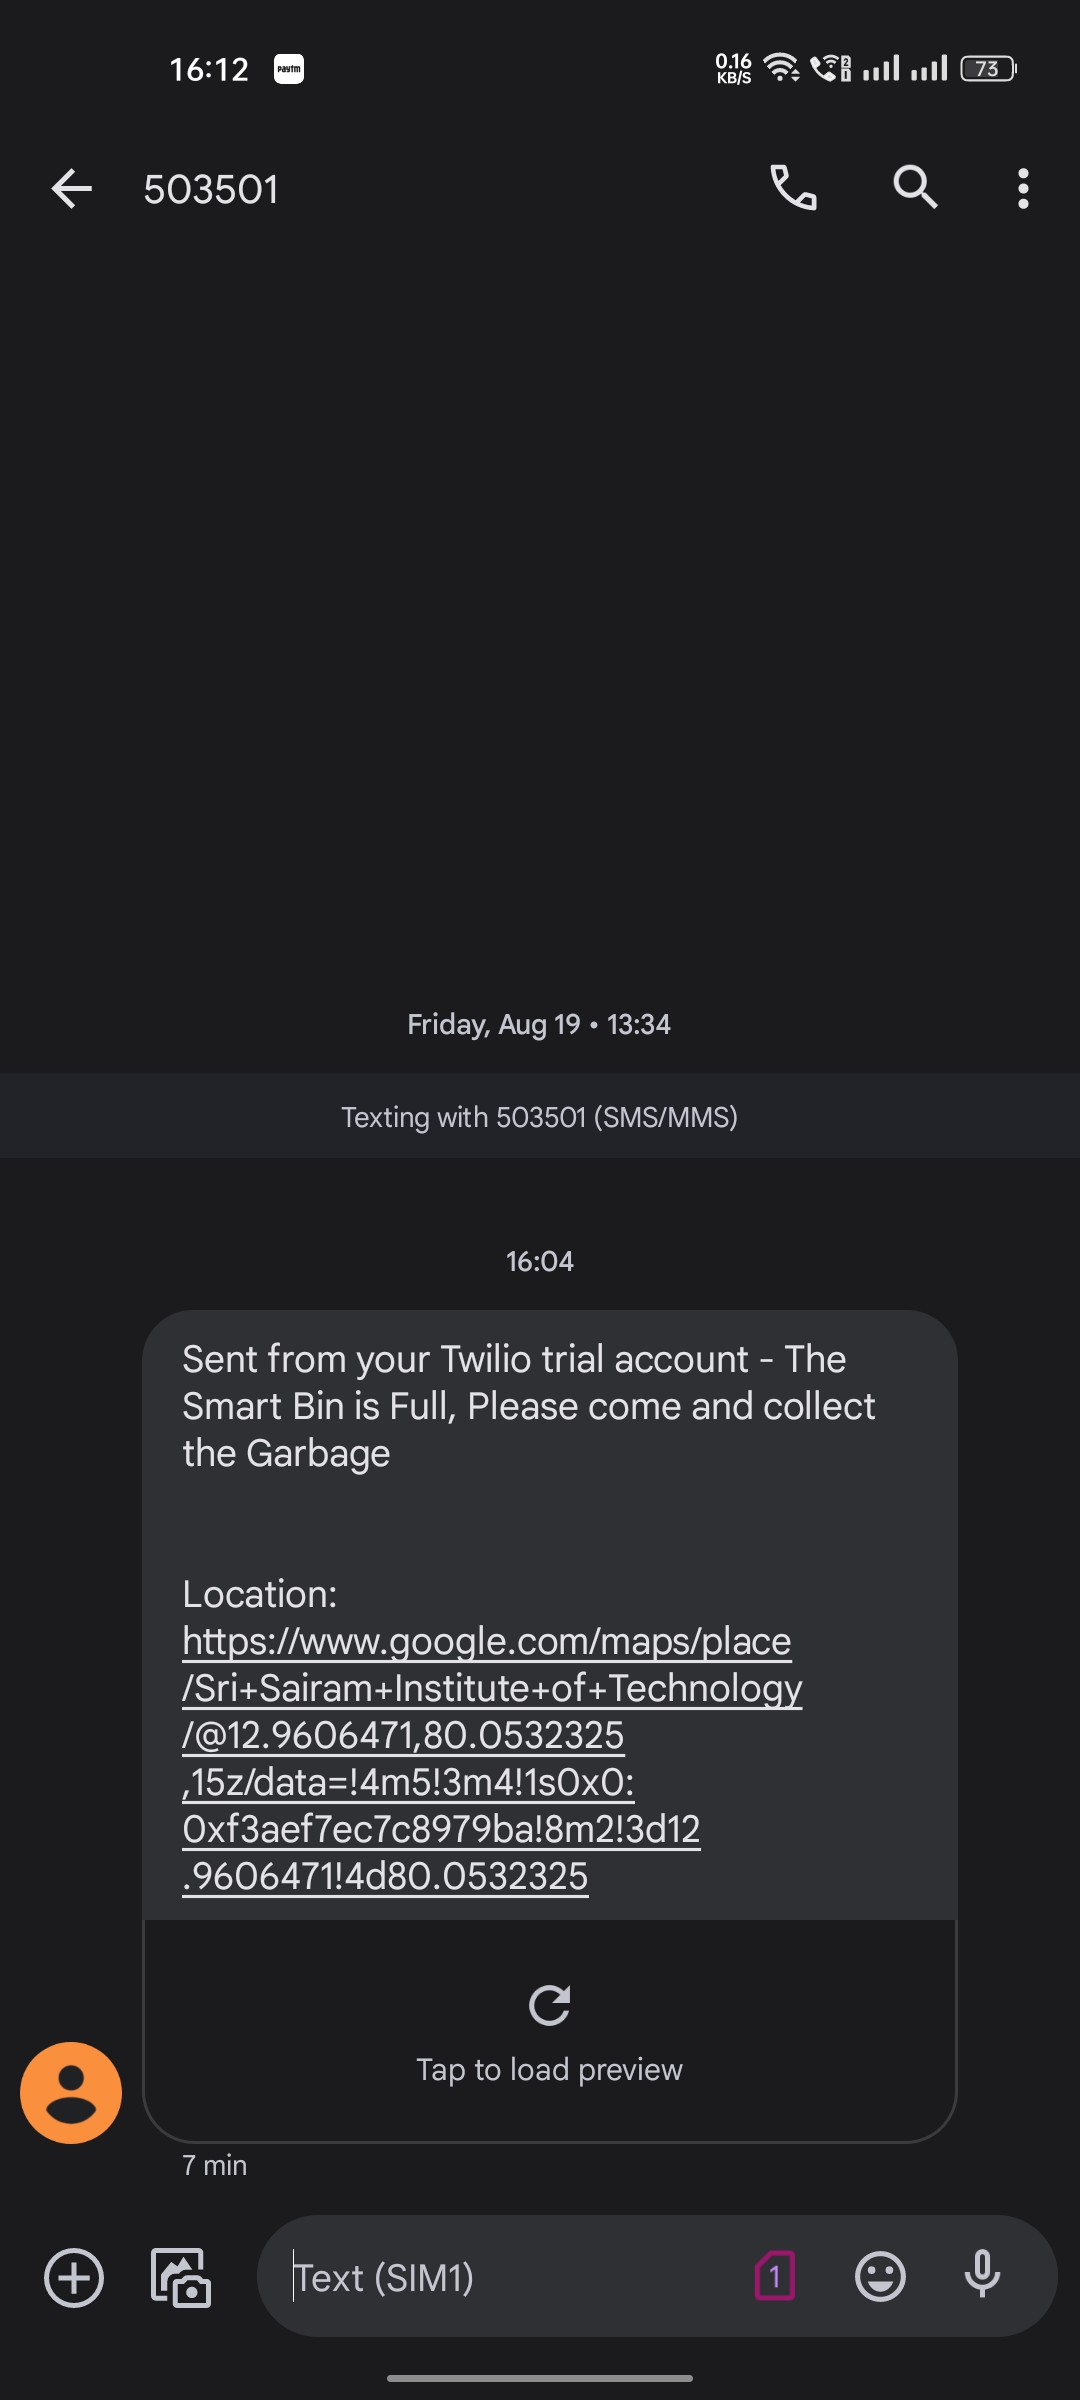 16:12
paytm
0.16
KB/S
2
1
73
503501
Friday, Aug 19 • 13:34
Texting with 503501 (SMS/MMS)
16:04
Sent from your Twilio trial account - The
Smart Bin is Full, Please come and collect
the Garbage
Location:
https://www.google.com/maps/place
/Sri+Sairam+Institute+of+Technology
/@12.9606471,80.0532325
,15z/data=!4m5!3m4!1s0x0:
0xf3aef7ec7c8979ba!8m2!3d12
.9606471!4d80.0532325
Tap to load preview
7 min
Text (SIM1)
1